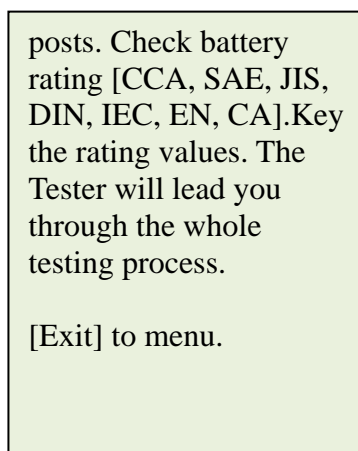 posts. Check battery
rating [CCA, SAE, JIS,
DIN, IEC, EN, CA].Key
the rating values. The
Tester will lead you
through the whole
testing process.
[Exit] to menu.